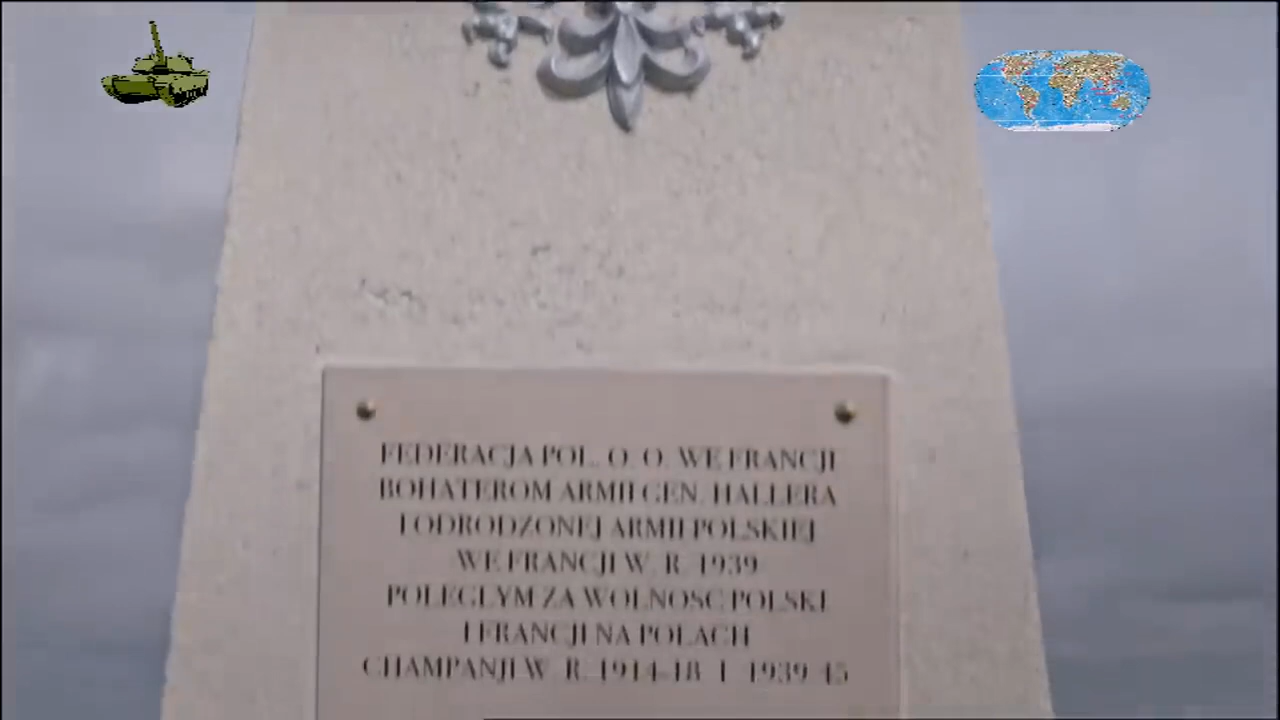 FEDERACJA POL. O. O. WE FRANCJI
BOHATEROM ARMII GEN. HALLERA
I ODRODZONEJ ARMII POLSKIEJ
WE FRANCJI W. R. 1939
POLEGLYM ZA WOLNOSC POLSKI
I FRANCJI NA POLACH
CHAMPANJI W. R. 1914-18 I 1939-45